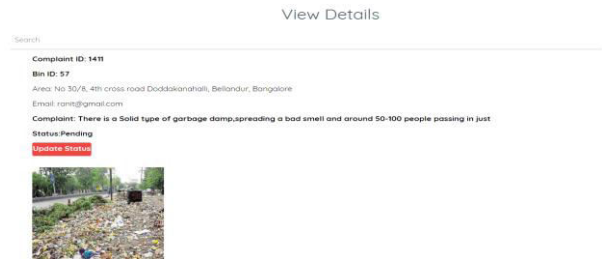 View Details
Search
Complaint ID: 1411
Bin ID: 57
Area: No 30/8, 4th cross road Doddakanahalli, Bellandur, Bangalore
Email: ranit@gmail.com
Complaint: There is a Solid type of garbage damp,spreading a bad smell and around 50-100 people passing in just
Status:Pending
Update Status